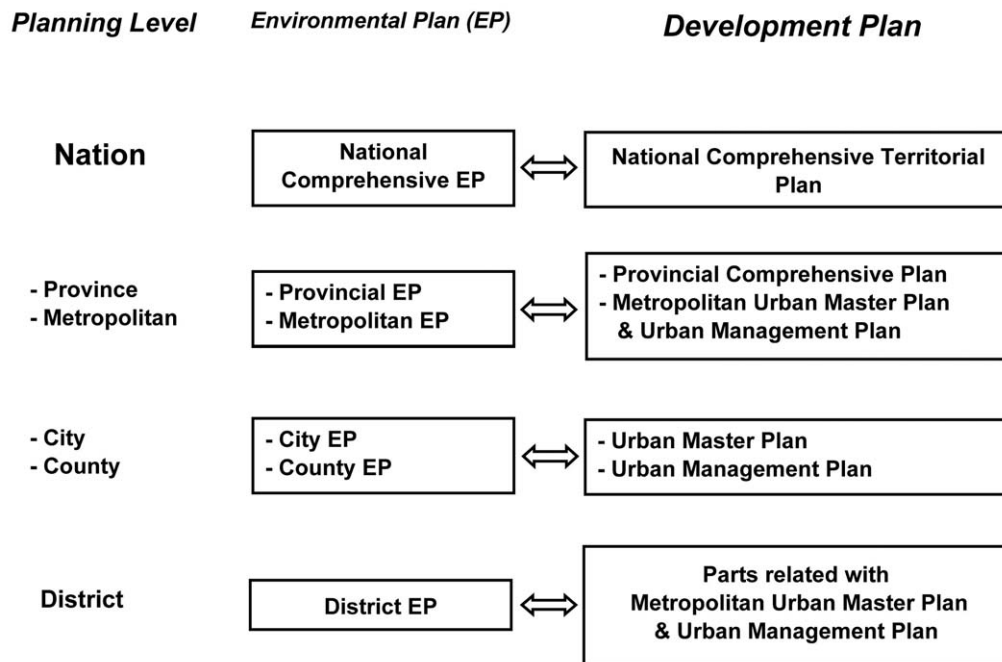 Planning Level
Environmental Plan (EP)
Development Plan
Nation
National
Comprehensive EP
National Comprehensive Territorial
Plan
- Province
- Metropolitan
- Provincial EP
- Metropolitan EP
- Provincial Comprehensive Plan
- Metropolitan Urban Master Plan
& Urban Management Plan
- City
- County
- City EP
- County EP
- Urban Master Plan
- Urban Management Plan
District
District EP
Parts related with
Metropolitan Urban Master Plan
& Urban Management Plan